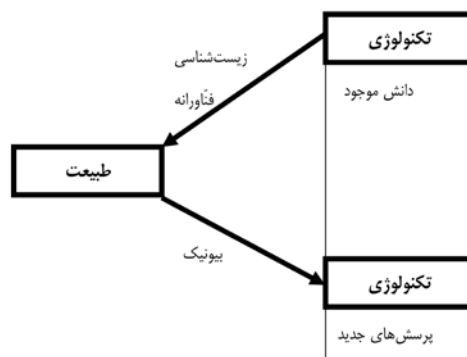 تکنولوژی
زیست‌شناسی
دانش موجود
فنّاورانه
طبیعت
بیونیک
تکنولوژی
پرسش‌های جدید